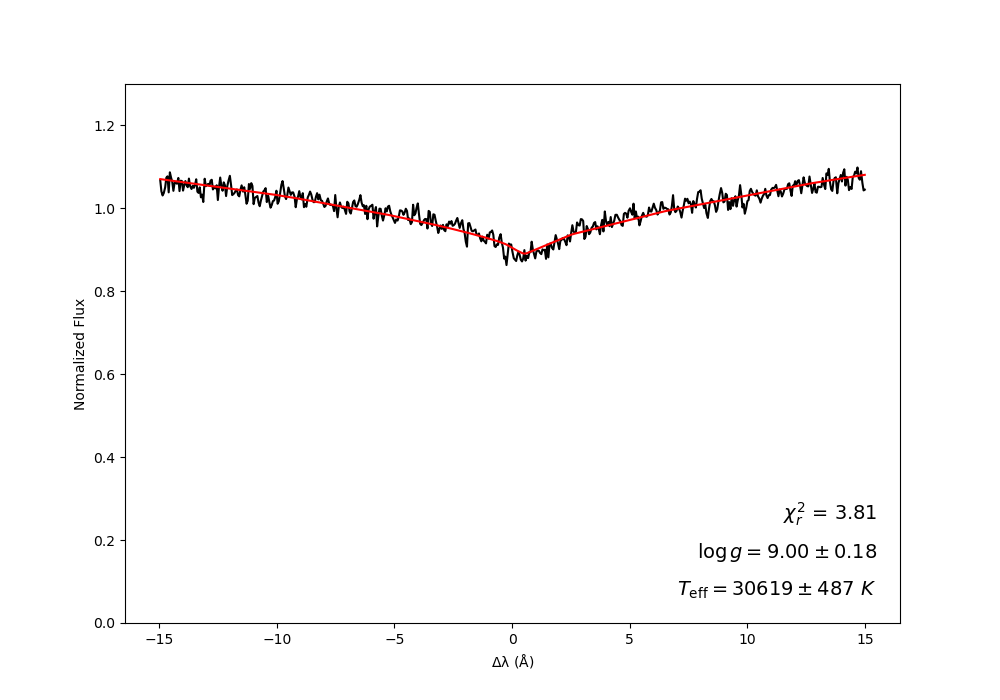 1.2
1.0
0.8
0.6
0.4
0.2
0.0
Normalized Flux
χ²ᵣ = 3.81
log g = 9.00 ± 0.18
T_eff = 30619 ± 487 K
−15 −10 −5 0 5 10 15
Δλ (Å)